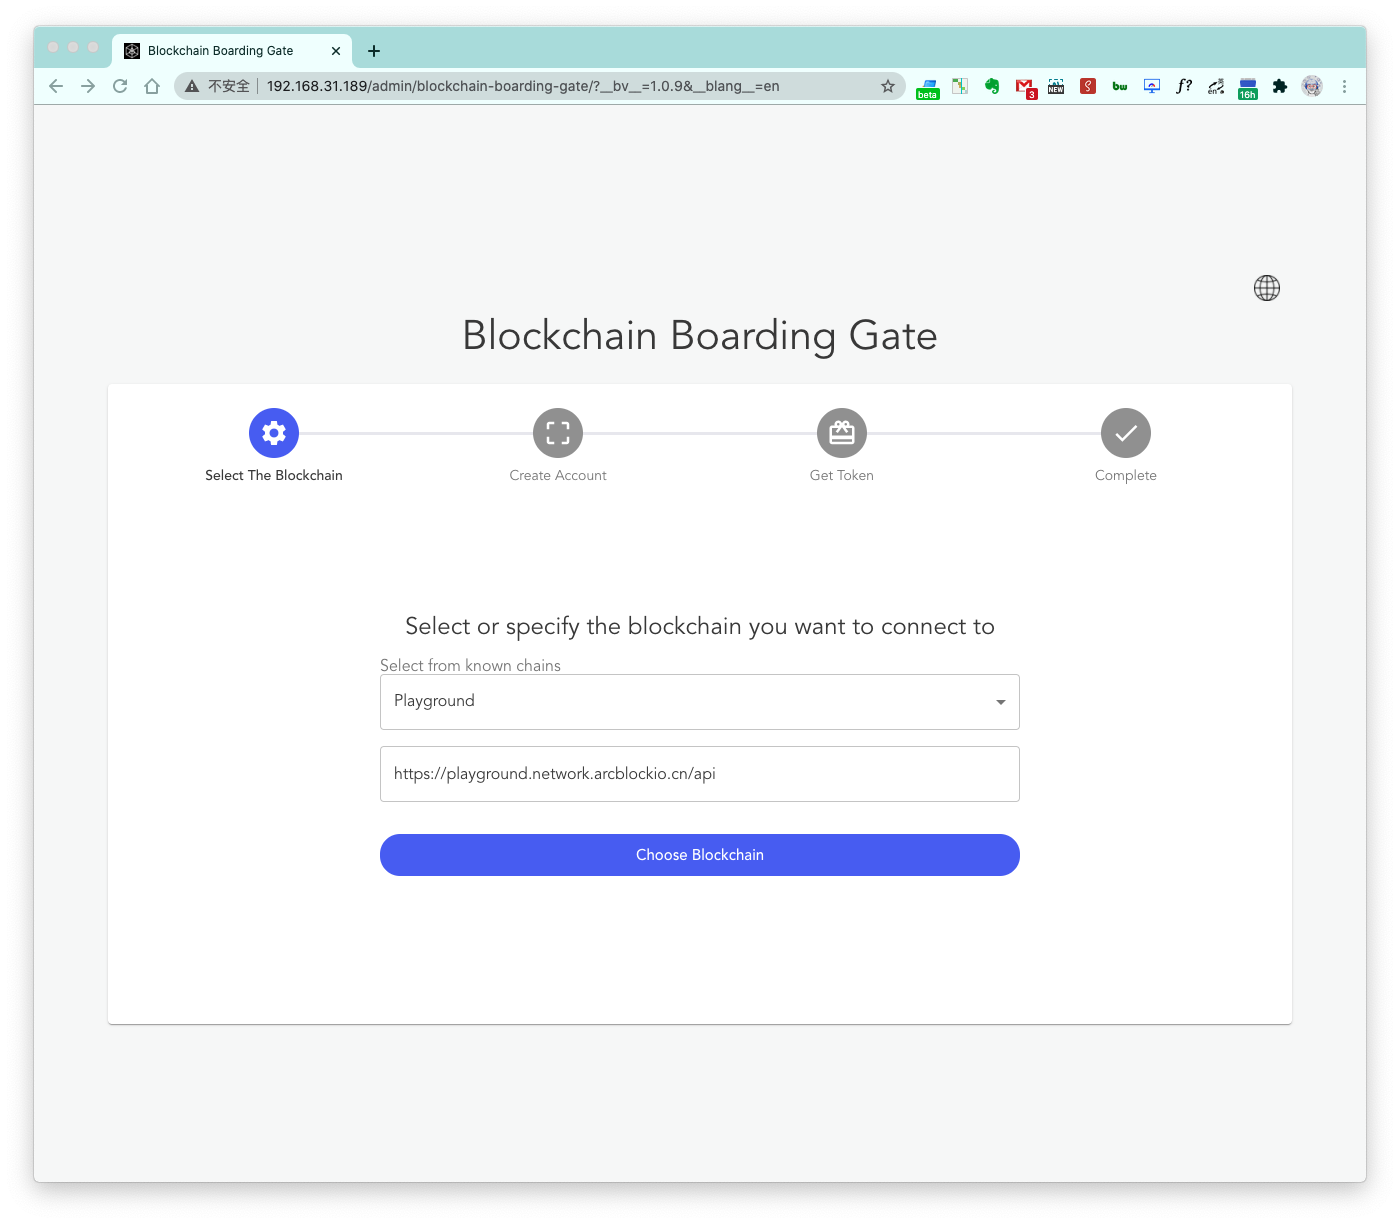 Blockchain Boarding Gate
不安全 192.168.31.189/admin/blockchain-boarding-gate/?__bv__=1.0.9&__blang__=en
beta
3
NEW
bw
f?
en
16h
Blockchain Boarding Gate
Select The Blockchain
Create Account
Get Token
Complete
Select or specify the blockchain you want to connect to
Select from known chains
Playground
https://playground.network.arcblockio.cn/api
Choose Blockchain